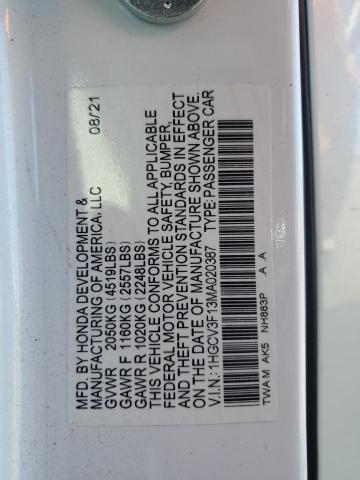 MFD. BY HONDA DEVELOPMENT &
MANUFACTURING OF AMERICA, LLC 08/21
GVWR 2050KG (4519LBS)
GAWR F 1160KG (2557LBS)
GAWR R 1020KG (2248LBS)
THIS VEHICLE CONFORMS TO ALL APPLICABLE
FEDERAL MOTOR VEHICLE SAFETY, BUMPER,
AND THEFT PREVENTION STANDARDS IN EFFECT
ON THE DATE OF MANUFACTURE SHOWN ABOVE.
V.I.N.: 1HGCV3F13MA020387 TYPE: PASSENGER CAR
TWA M AK5 NH883P A A